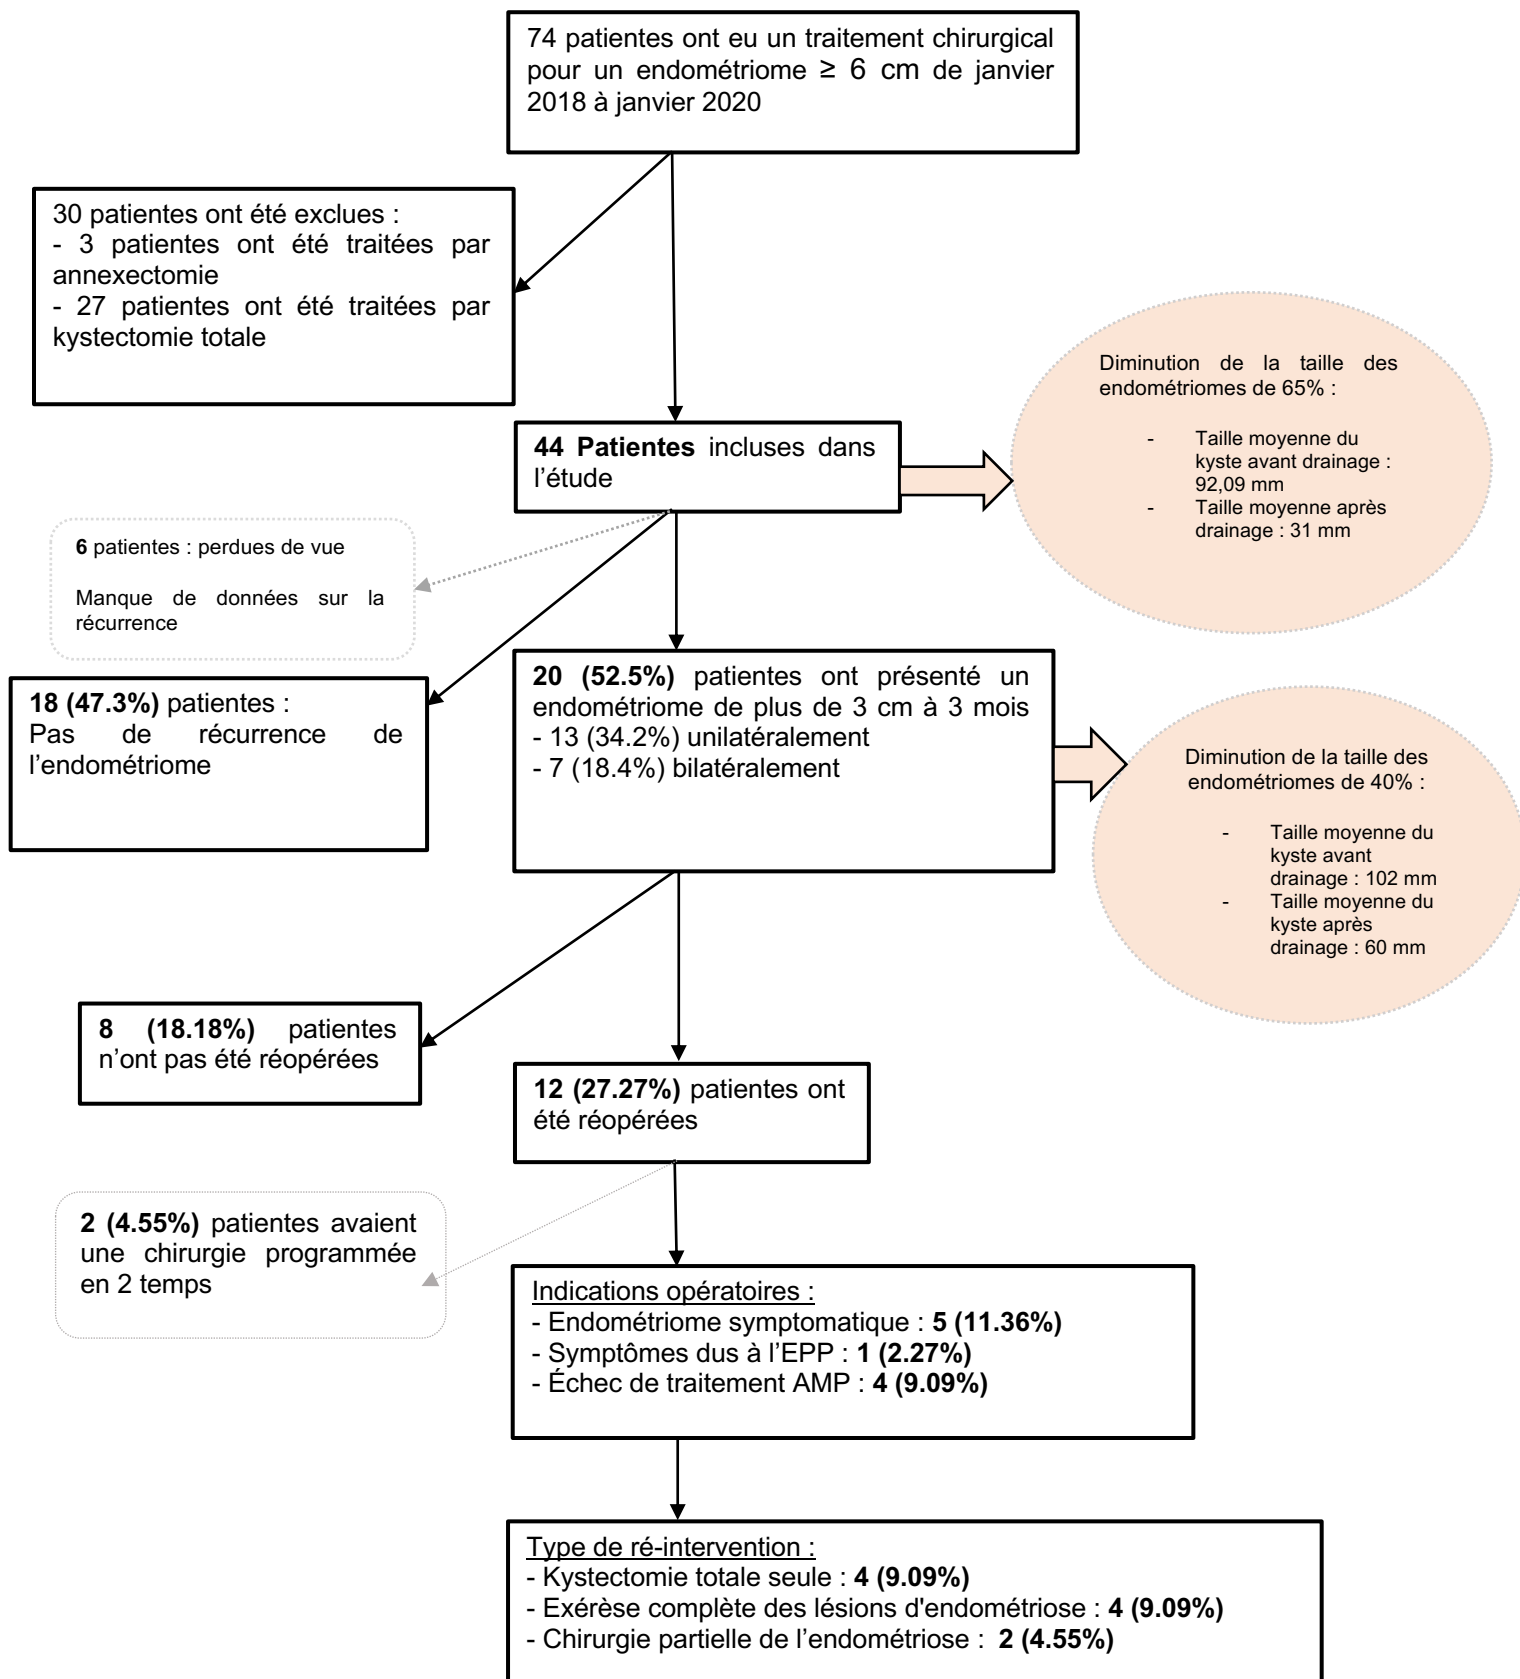 74 patientes ont eu un traitement chirurgical
pour un endométriome ≥ 6 cm de janvier
2018 à janvier 2020
30 patientes ont été exclues :
- 3 patientes ont été traitées par
annexectomie
- 27 patientes ont été traitées par
kystectomie totale
Diminution de la taille des
endométriomes de 65% :
- Taille moyenne du
kyste avant drainage :
92,09 mm
- Taille moyenne après
drainage : 31 mm
44 Patientes incluses dans
l’étude
6 patientes : perdues de vue
Manque de données sur la
récurrence
18 (47.3%) patientes :
Pas de récurrence de
l’endométriome
20 (52.5%) patientes ont présenté un
endométriome de plus de 3 cm à 3 mois
- 13 (34.2%) unilatéralement
- 7 (18.4%) bilatéralement
Diminution de la taille des
endométriomes de 40% :
- Taille moyenne du
kyste avant
drainage : 102 mm
- Taille moyenne du
kyste après
drainage : 60 mm
8 (18.18%) patientes
n’ont pas été réopérées
12 (27.27%) patientes ont
été réopérées
2 (4.55%) patientes avaient
une chirurgie programmée
en 2 temps
Indications opératoires :
- Endométriome symptomatique : 5 (11.36%)
- Symptômes dus à l’EPP : 1 (2.27%)
- Échec de traitement AMP : 4 (9.09%)
Type de ré-intervention :
- Kystectomie totale seule : 4 (9.09%)
- Exérèse complète des lésions d'endométriose : 4 (9.09%)
- Chirurgie partielle de l’endométriose : 2 (4.55%)